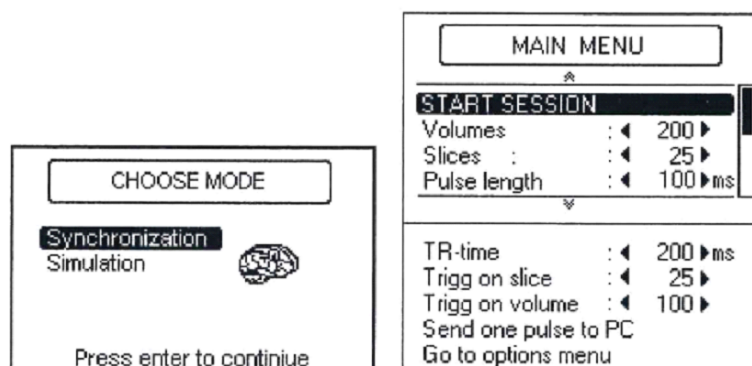 CHOOSE MODE
Synchronization
Simulation
Press enter to continiue
MAIN MENU
START SESSION
Volumes : 200
Slices : 25
Pulse length : 100 ms
TR-time : 200 ms
Trigg on slice : 25
Trigg on volume : 100
Send one pulse to PC
Go to options menu